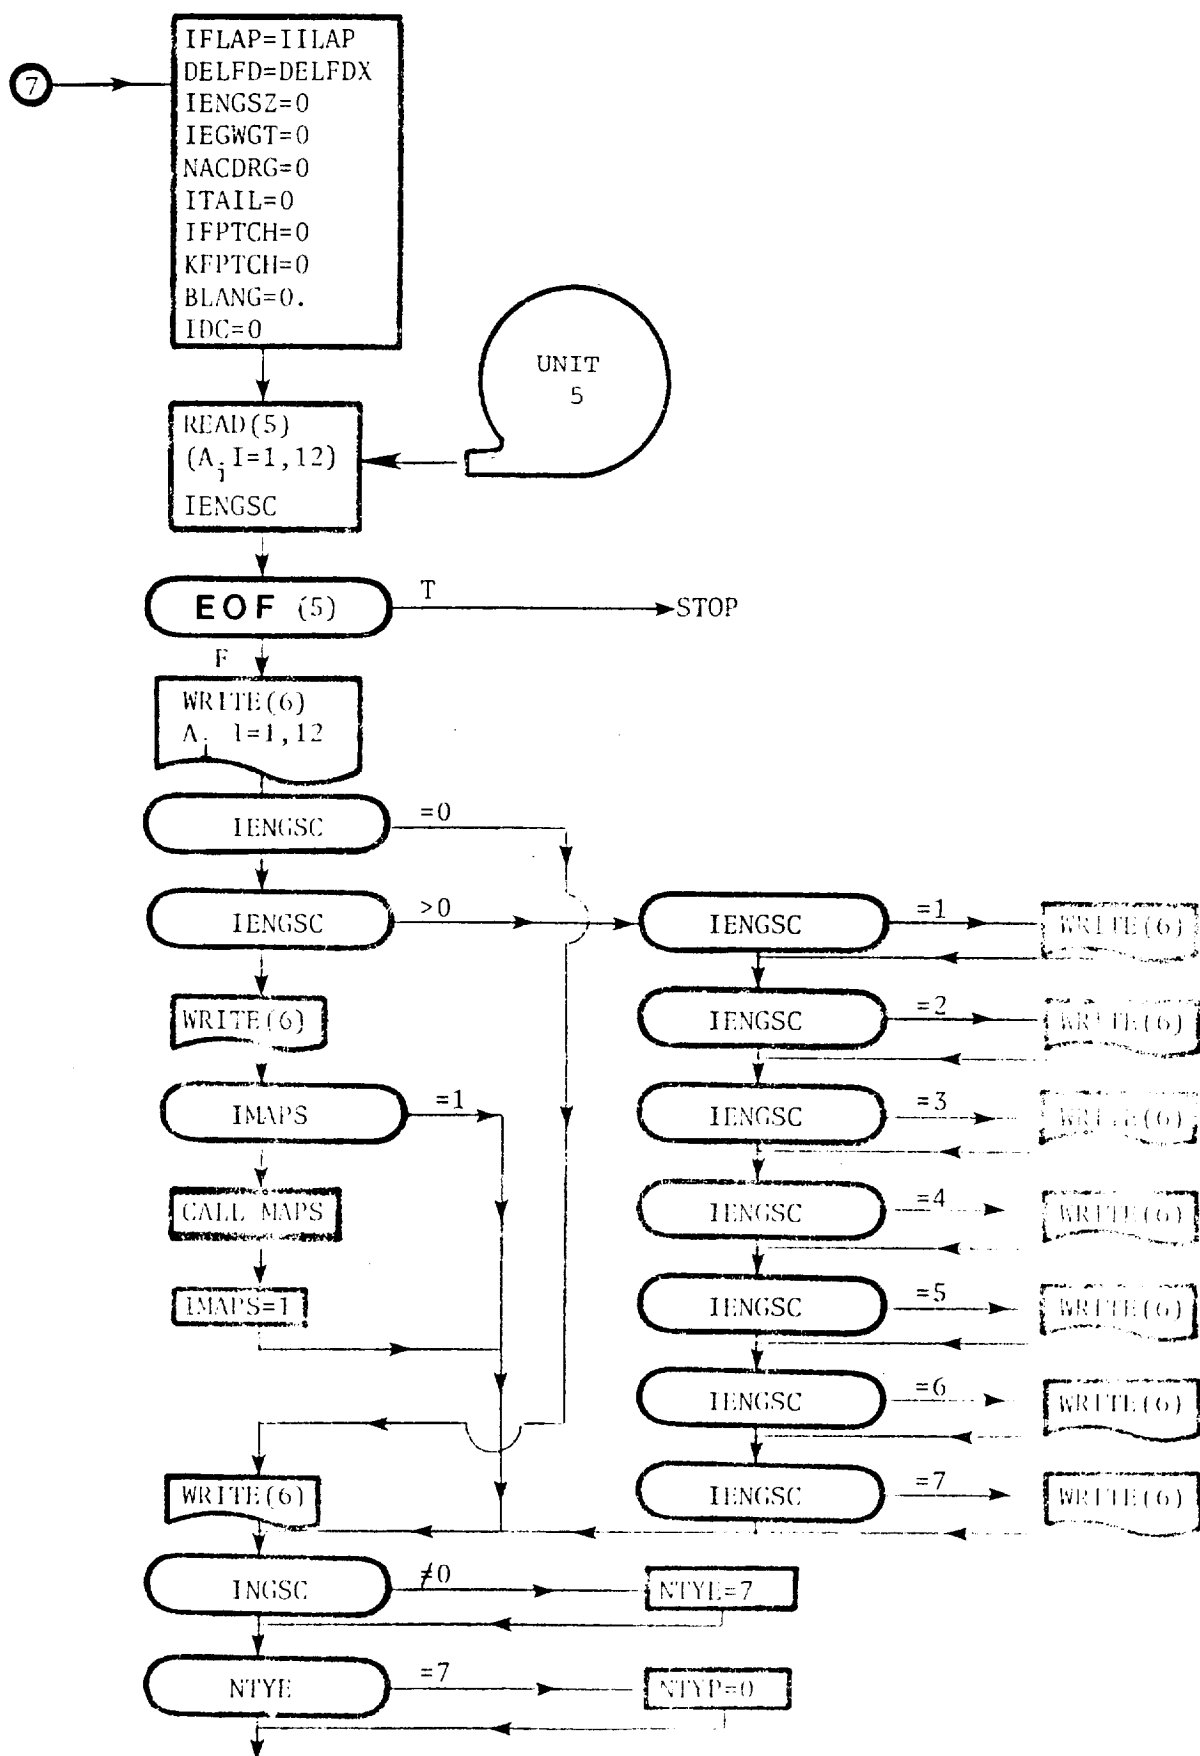 7
IFLAP=IILAP
DELFD=DELFDX
IENGSZ=0
IEGWGT=0
NACDRG=0
ITAIL=0
IFPTCH=0
KFPTCH=0
BLANG=0.
IDC=0
UNIT
5
READ(5)
(A,j I=1,12)
IENGSC
EOF (5)
T
STOP
F
WRITE(6)
A,i I=1,12
IENGSC
=0
IENGSC
>0
IENGSC
=1
WRITE(6)
WRITE(6)
IENGSC
=2
WRITE(6)
IMAPS
=1
IENGSC
=3
WRITE(6)
CALL MAPS
IENGSC
=4
WRITE(6)
IMAPS=1
IENGSC
=5
WRITE(6)
IENGSC
=6
WRITE(6)
WRITE(6)
IENGSC
=7
WRITE(6)
INGSC
≠0
NTYE=7
NTYE
=7
NTYP=0